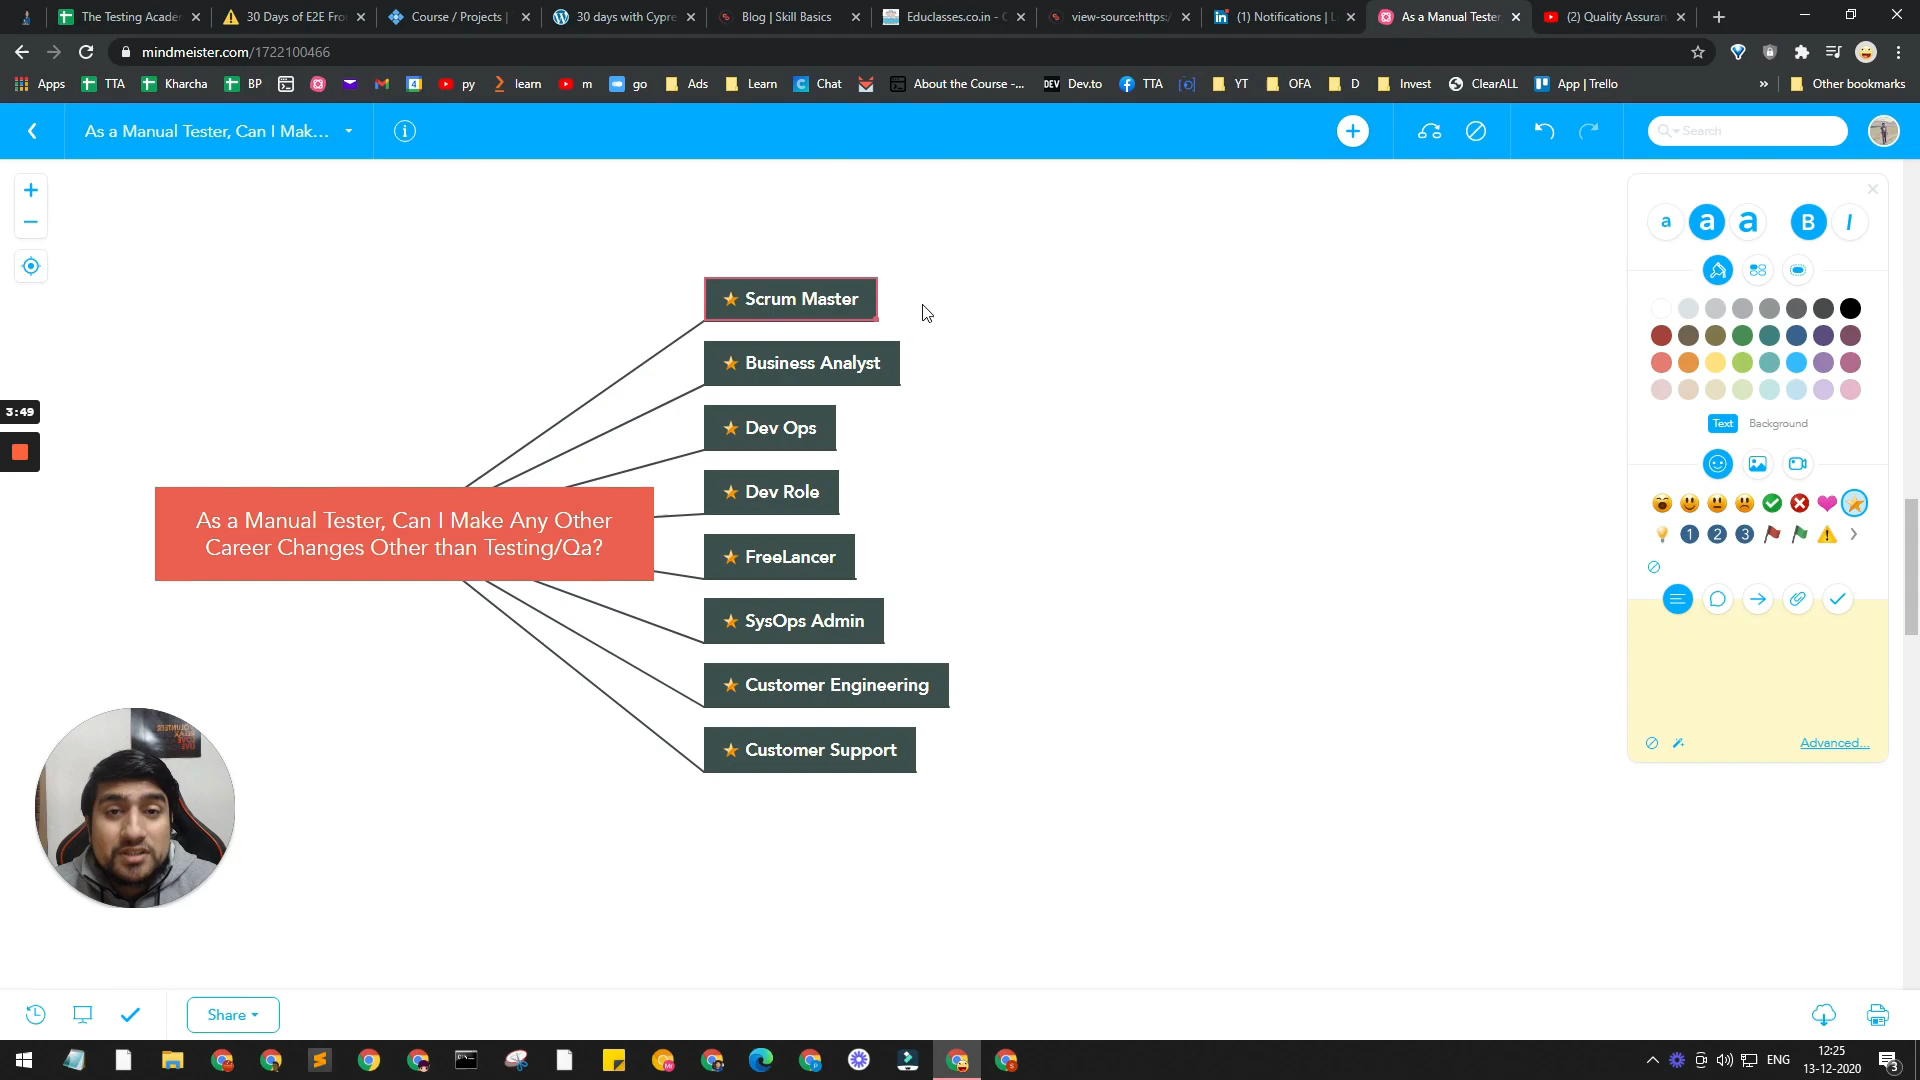 The Testing Acader
30 Days of E2E Fro
Course / Projects |
30 days with Cypre
Blog | Skill Basics
Educlasses.co.in - C
view-source:https:/
(1) Notifications | L
As a Manual Tester
(2) Quality Assuran
mindmeister.com/1722100466
Apps
TTA
Kharcha
BP
py
learn
m
go
Ads
Learn
Chat
About the Course -...
DEV
Dev.to
TTA
YT
OFA
D
Invest
ClearALL
App | Trello
»
Other bookmarks
As a Manual Tester, Can I Mak...
Search
a a a B I
Scrum Master
Business Analyst
Dev Ops
Dev Role
FreeLancer
SysOps Admin
Customer Engineering
Customer Support
As a Manual Tester, Can I Make Any Other
Career Changes Other than Testing/Qa?
3:49
Text Background
1 2 3
Advanced...
Share
ENG
12:25
13-12-2020
3